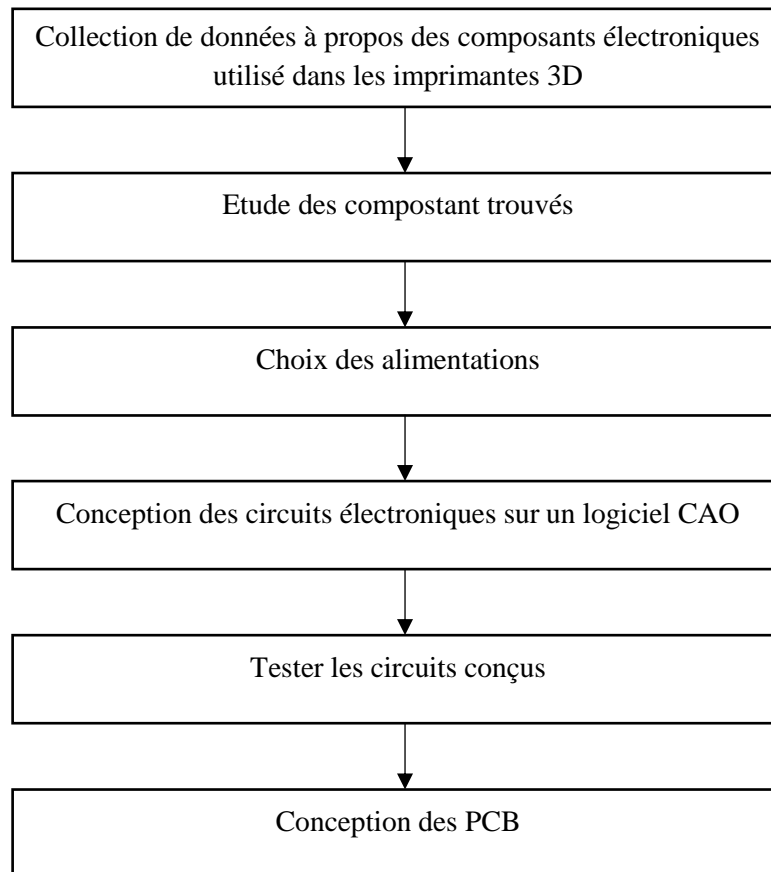 Collection de données à propos des composants électroniques
utilisé dans les imprimantes 3D
Etude des compostant trouvés
Choix des alimentations
Conception des circuits électroniques sur un logiciel CAO
Tester les circuits conçus
Conception des PCB